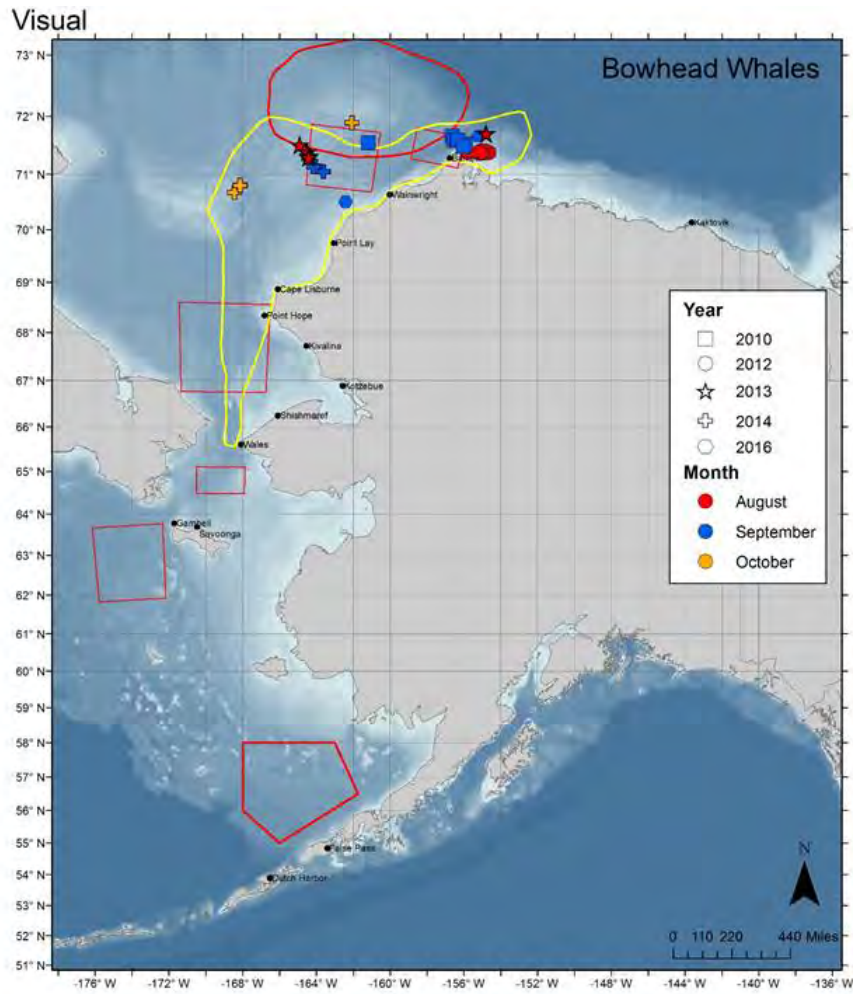 Visual
Bowhead Whales
73° N
72° N
71° N
70° N
69° N
68° N
67° N
66° N
65° N
64° N
63° N
62° N
61° N
60° N
59° N
58° N
57° N
56° N
55° N
54° N
53° N
52° N
51° N
Wainwright
Kaktovik
Point Lay
Cape Lisburne
Point Hope
Kivalina
Kotzebue
Shishmaref
Wales
Gambell
Savoonga
False Pass
Dutch Harbor
Year
2010
2012
2013
2014
2016
Month
August
September
October
N
0 110 220 440 Miles
-176° W -172° W -168° W -164° W -160° W -156° W -152° W -148° W -144° W -140° W -136° W